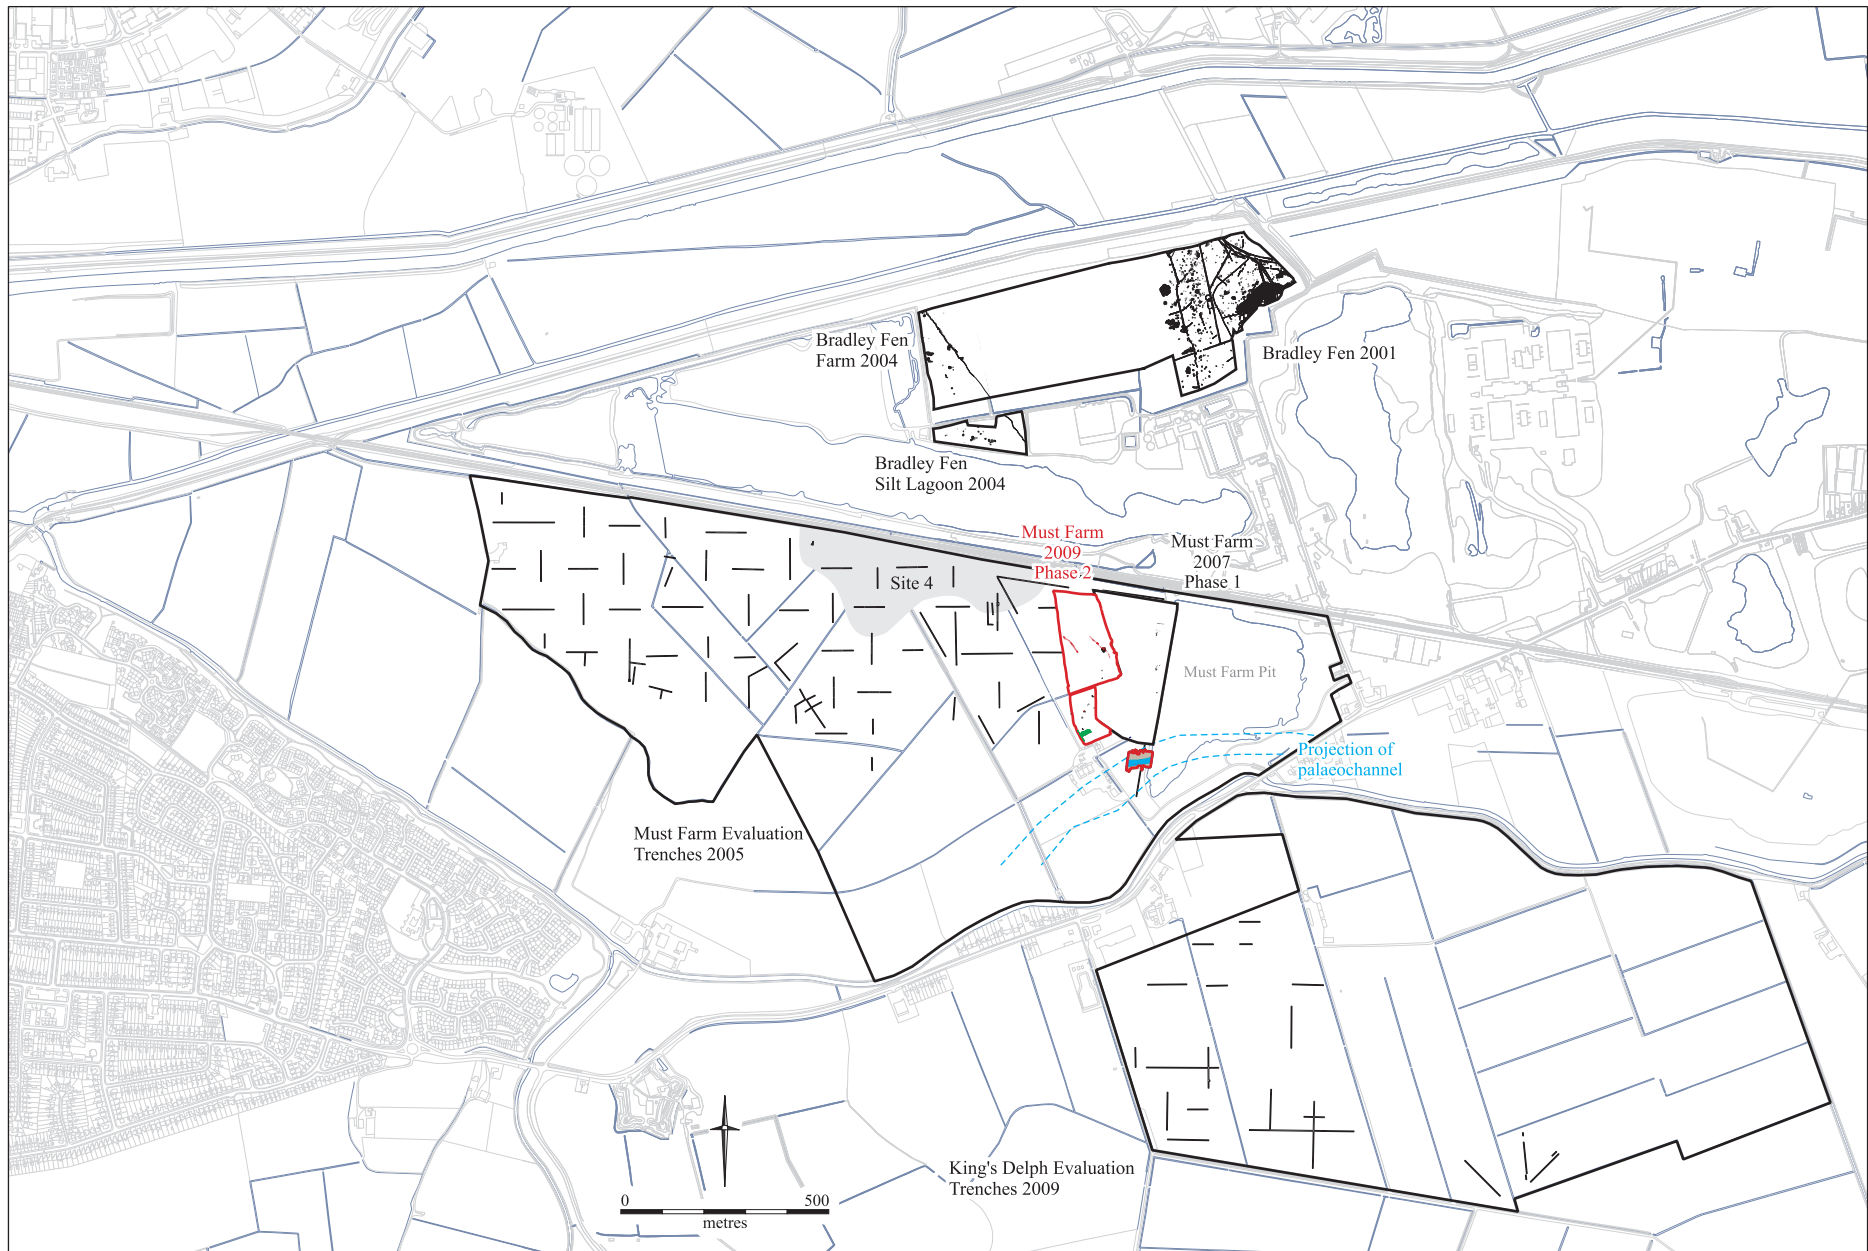 Bradley Fen
Farm 2004
Bradley Fen 2001
Bradley Fen
Silt Lagoon 2004
Must Farm
2009
Phase 2
Must Farm
2007
Phase 1
Site 4
Must Farm Pit
Projection of
palaeochannel
Must Farm Evaluation
Trenches 2005
King's Delph Evaluation
Trenches 2009
0 500
metres